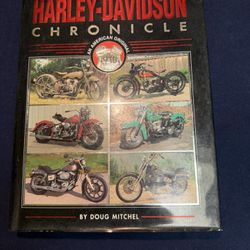 HARLEY-DAVIDSON
CHRONICLE
AN AMERICAN ORIGINAL
BY DOUG MITCHEL